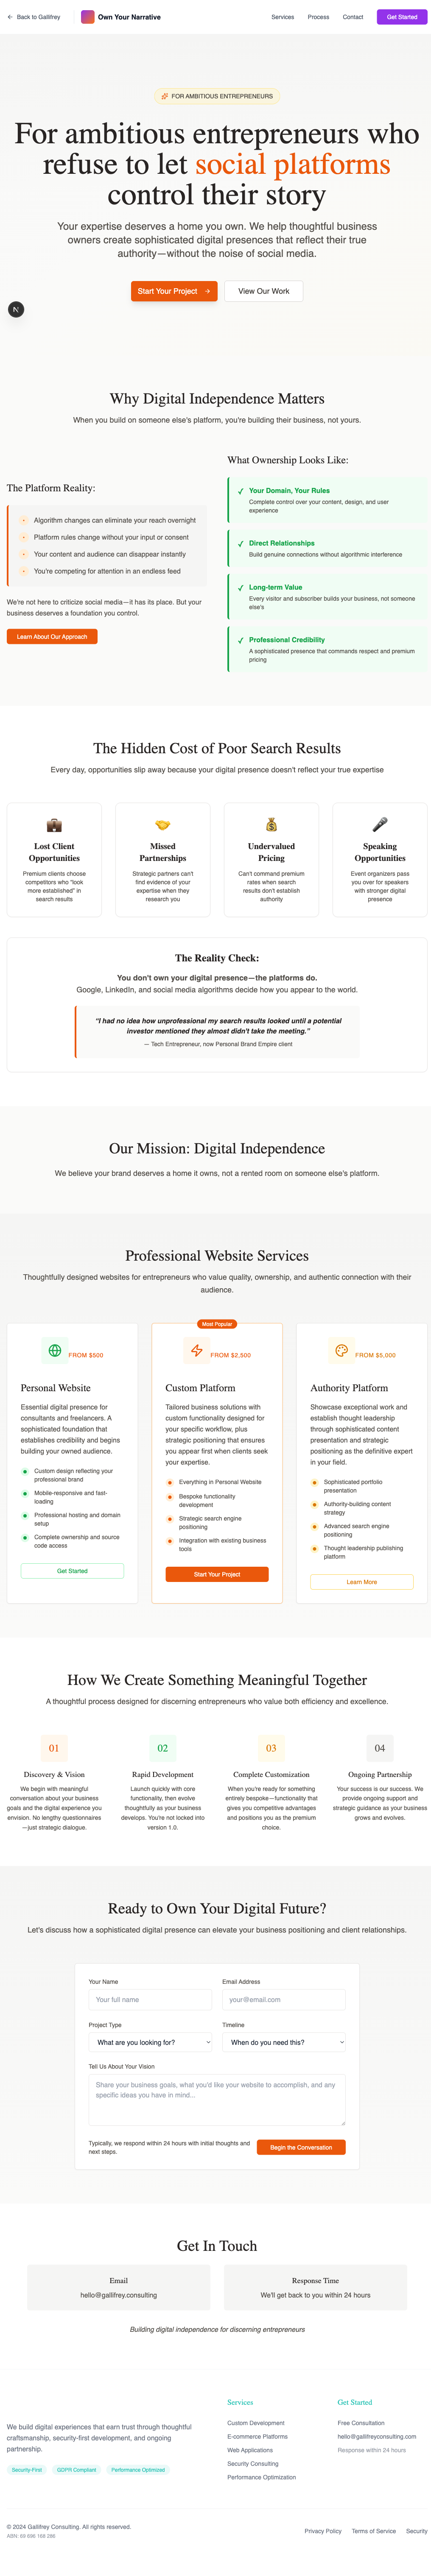 Back to Gallifrey
Own Your Narrative
Services
Process
Contact
Get Started
FOR AMBITIOUS ENTREPRENEURS
For ambitious entrepreneurs who
refuse to let social platforms
control their story
Your expertise deserves a home you own. We help thoughtful business
owners create sophisticated digital presences that reflect their true
authority—without the noise of social media.
Start Your Project
View Our Work
N
Why Digital Independence Matters
When you build on someone else's platform, you're building their business, not yours.
The Platform Reality:
Algorithm changes can eliminate your reach overnight
Platform rules change without your input or consent
Your content and audience can disappear instantly
You're competing for attention in an endless feed
We're not here to criticize social media—it has its place. But your
business deserves a foundation you control.
Learn About Our Approach
What Ownership Looks Like:
Your Domain, Your Rules
Complete control over your content, design, and user
experience
Direct Relationships
Build genuine connections without algorithmic interference
Long-term Value
Every visitor and subscriber builds your business, not someone
else's
Professional Credibility
A sophisticated presence that commands respect and premium
pricing
The Hidden Cost of Poor Search Results
Every day, opportunities slip away because your digital presence doesn't reflect your true expertise
Lost Client
Opportunities
Premium clients choose
competitors who "look
more established" in
search results
Missed
Partnerships
Strategic partners can't
find evidence of your
expertise when they
research you
Undervalued
Pricing
Can't command premium
rates when search
results don't establish
authority
Speaking
Opportunities
Event organizers pass
you over for speakers
with stronger digital
presence
The Reality Check:
You don't own your digital presence—the platforms do.
Google, LinkedIn, and social media algorithms decide how you appear to the world.
"I had no idea how unprofessional my search results looked until a potential
investor mentioned they almost didn't take the meeting."
— Tech Entrepreneur, now Personal Brand Empire client
Our Mission: Digital Independence
We believe your brand deserves a home it owns, not a rented room on someone else's platform.
Professional Website Services
Thoughtfully designed websites for entrepreneurs who value quality, ownership, and authentic connection with their
audience.
FROM $500
Personal Website
Essential digital presence for
consultants and freelancers. A
sophisticated foundation that
establishes credibility and begins
building your owned audience.
Custom design reflecting your
professional brand
Mobile-responsive and fast-
loading
Professional hosting and domain
setup
Complete ownership and source
code access
Get Started
Most Popular
FROM $2,500
Custom Platform
Tailored business solutions with
custom functionality designed for
your specific workflow, plus
strategic positioning that ensures
you appear first when clients seek
your expertise.
Everything in Personal Website
Bespoke functionality
development
Strategic search engine
positioning
Integration with existing business
tools
Start Your Project
FROM $5,000
Authority Platform
Showcase exceptional work and
establish thought leadership
through sophisticated content
presentation and strategic
positioning as the definitive expert
in your field.
Sophisticated portfolio
presentation
Authority-building content
strategy
Advanced search engine
positioning
Thought leadership publishing
platform
Learn More
How We Create Something Meaningful Together
A thoughtful process designed for discerning entrepreneurs who value both efficiency and excellence.
01
Discovery & Vision
We begin with meaningful
conversation about your business
goals and the digital experience you
envision. No lengthy questionnaires
—just strategic dialogue.
02
Rapid Development
Launch quickly with core
functionality, then evolve
thoughtfully as your business
develops. You're not locked into
version 1.0.
03
Complete Customization
When you're ready for something
entirely bespoke—functionality that
gives you competitive advantages
and positions you as the premium
choice.
04
Ongoing Partnership
Your success is our success. We
provide ongoing support and
strategic guidance as your business
grows and evolves.
Ready to Own Your Digital Future?
Let's discuss how a sophisticated digital presence can elevate your business positioning and client relationships.
Your Name
Email Address
Your full name
your@email.com
Project Type
Timeline
What are you looking for?
When do you need this?
Tell Us About Your Vision
Share your business goals, what you'd like your website to accomplish, and any
specific ideas you have in mind...
Typically, we respond within 24 hours with initial thoughts and
next steps.
Begin the Conversation
Get In Touch
Email
hello@gallifrey.consulting
Response Time
We'll get back to you within 24 hours
Building digital independence for discerning entrepreneurs
We build digital experiences that earn trust through thoughtful
craftsmanship, security-first development, and ongoing
partnership.
Security-First
GDPR Compliant
Performance Optimized
Services
Custom Development
E-commerce Platforms
Web Applications
Security Consulting
Performance Optimization
Get Started
Free Consultation
hello@gallifreyconsulting.com
Response within 24 hours
© 2024 Gallifrey Consulting. All rights reserved.
ABN: 69 696 168 286
Privacy Policy
Terms of Service
Security